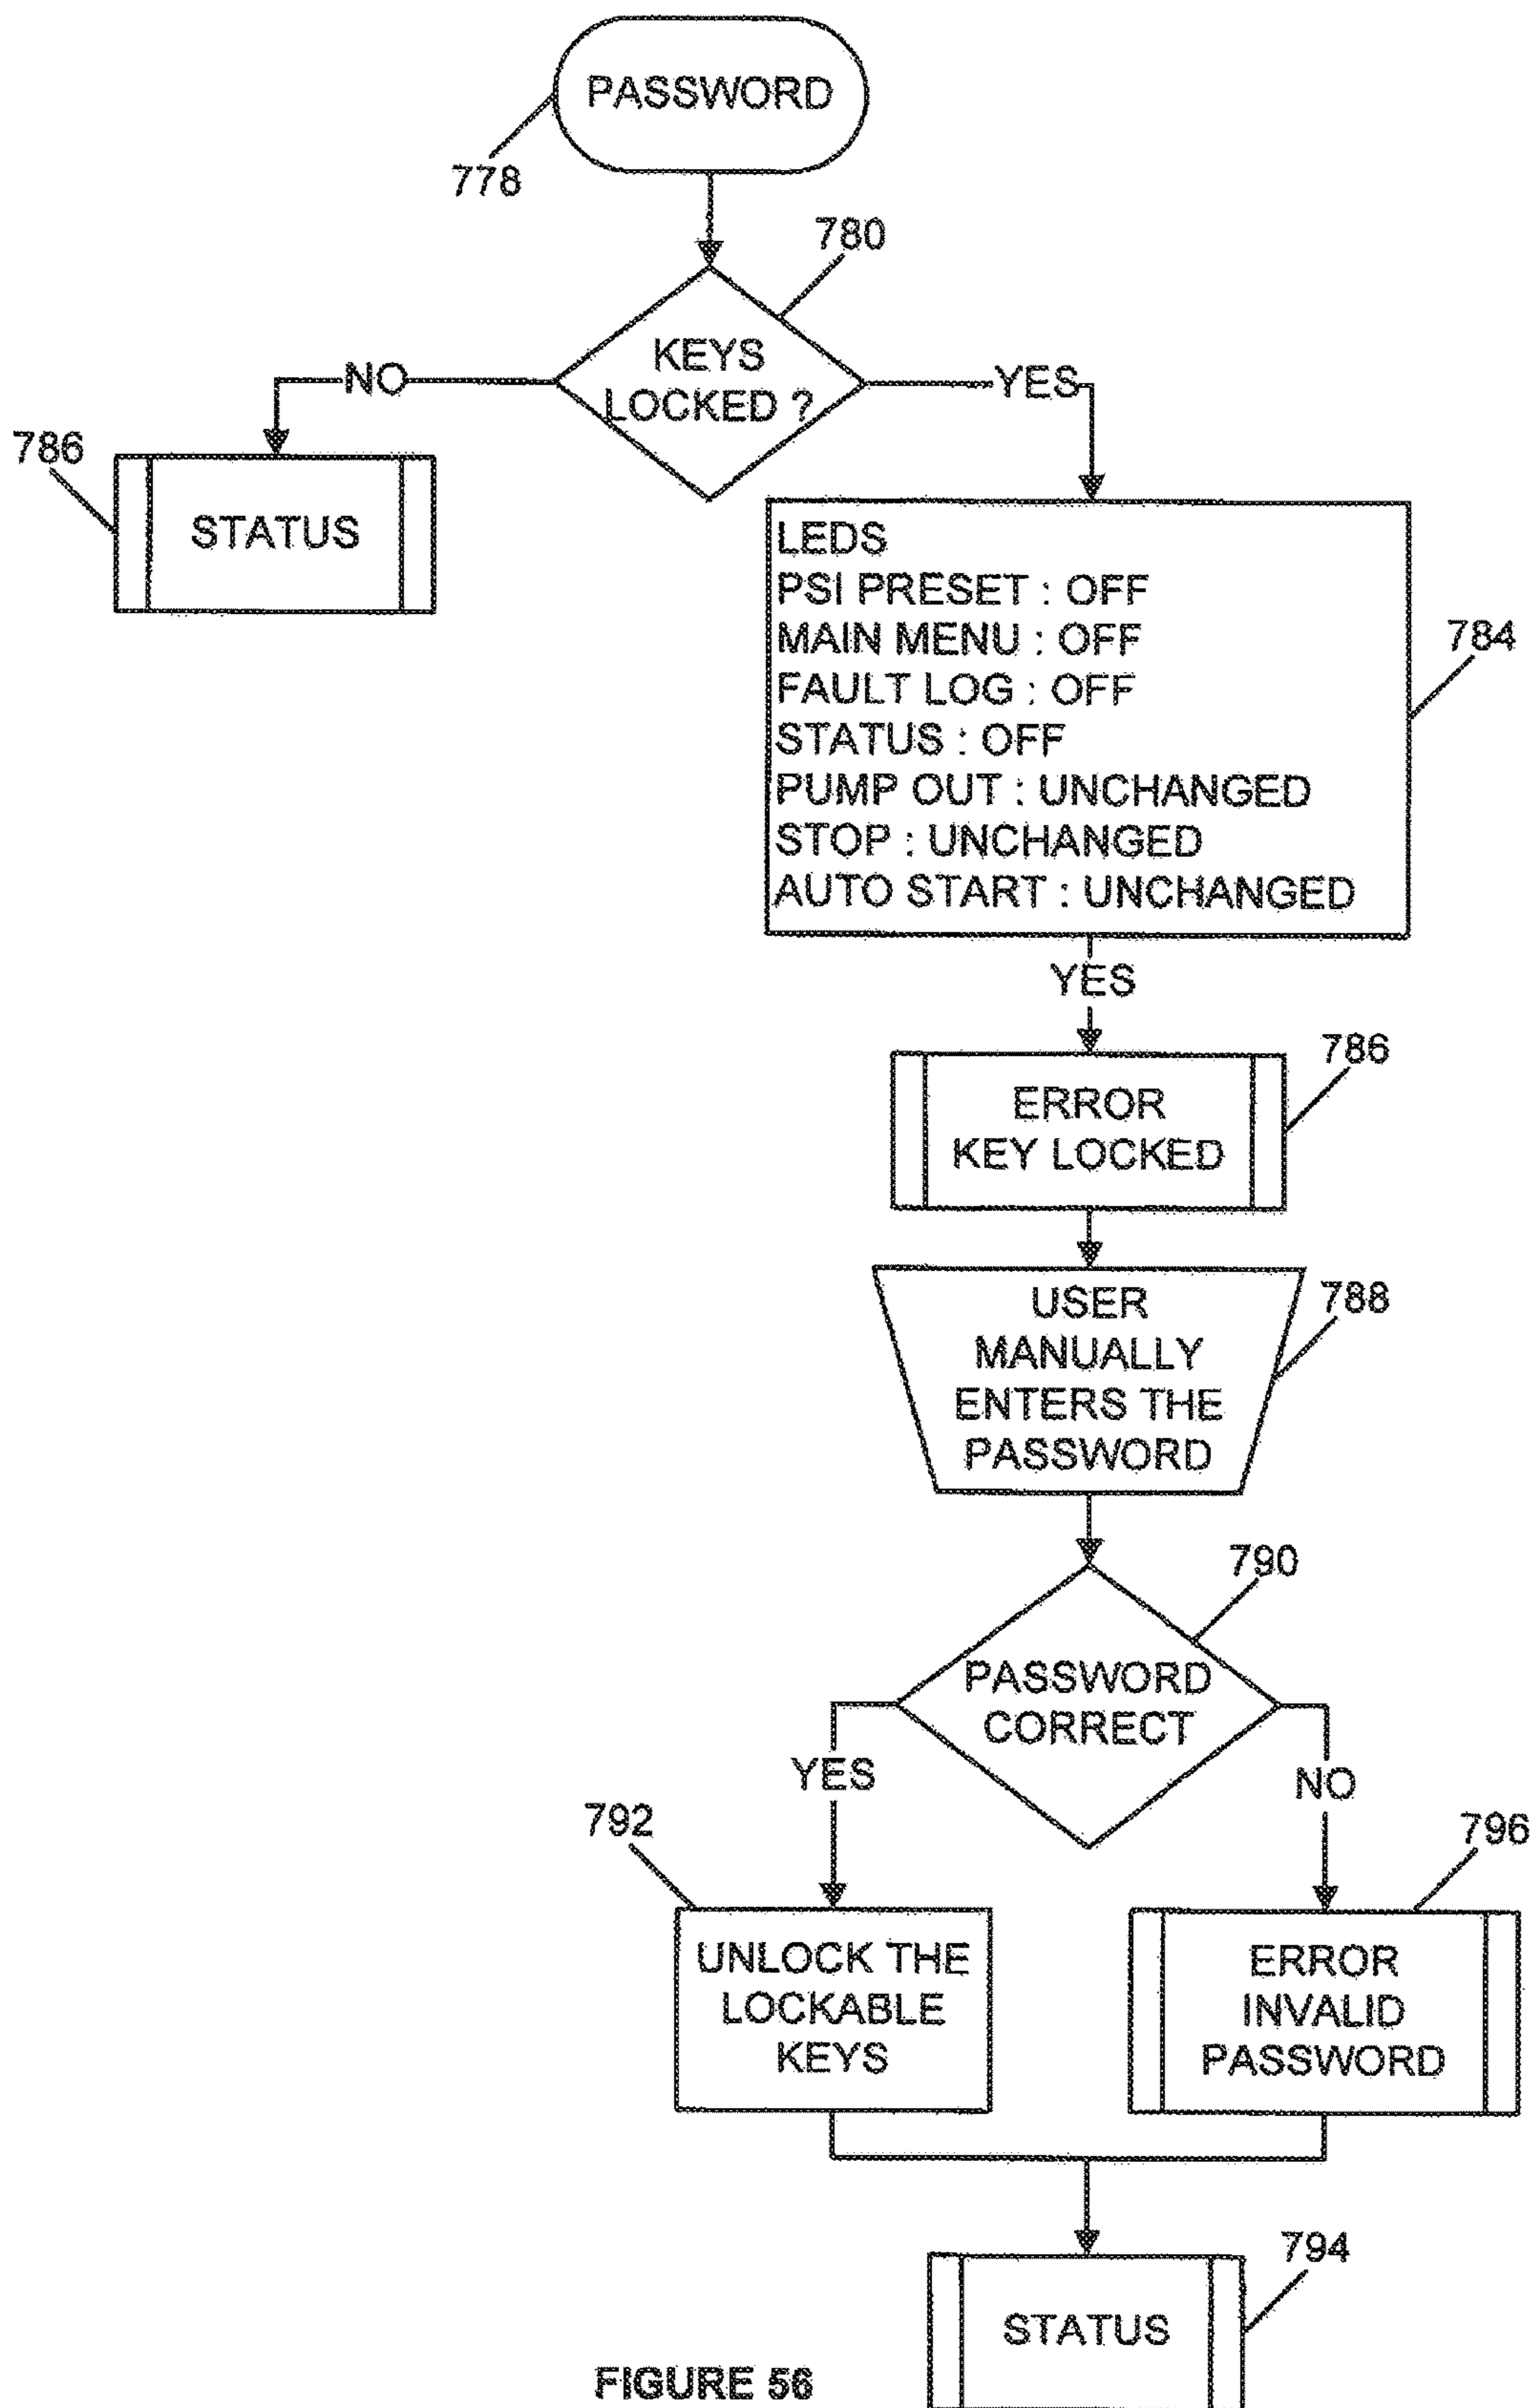 PASSWORD
778
780
KEYS
LOCKED ?
NO
YES
786
STATUS
LEDS
PSI PRESET : OFF
MAIN MENU : OFF
FAULT LOG : OFF
STATUS : OFF
PUMP OUT : UNCHANGED
STOP : UNCHANGED
AUTO START : UNCHANGED
784
YES
786
ERROR
KEY LOCKED
USER
MANUALLY
ENTERS THE
PASSWORD
788
790
PASSWORD
CORRECT
YES
NO
792
796
UNLOCK THE
LOCKABLE
KEYS
ERROR
INVALID
PASSWORD
794
STATUS
FIGURE 56